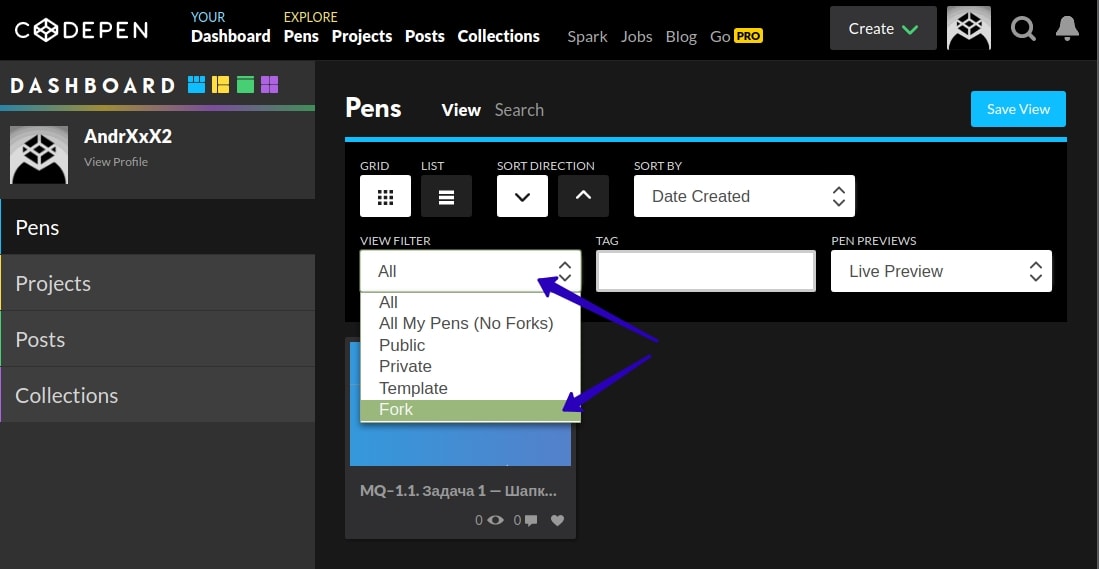 CODEPEN
YOUR
Dashboard
EXPLORE
Pens Projects Posts Collections
Spark Jobs Blog Go PRO
Create
DASHBOARD
AndrXxX2
View Profile
Pens
Projects
Posts
Collections
Pens View Search
Save View
GRID LIST SORT DIRECTION SORT BY
Date Created
VIEW FILTER TAG PEN PREVIEWS
All
Live Preview
All
All My Pens (No Forks)
Public
Private
Template
Fork
MQ–1.1. Задача 1 — Шапк...
0 0